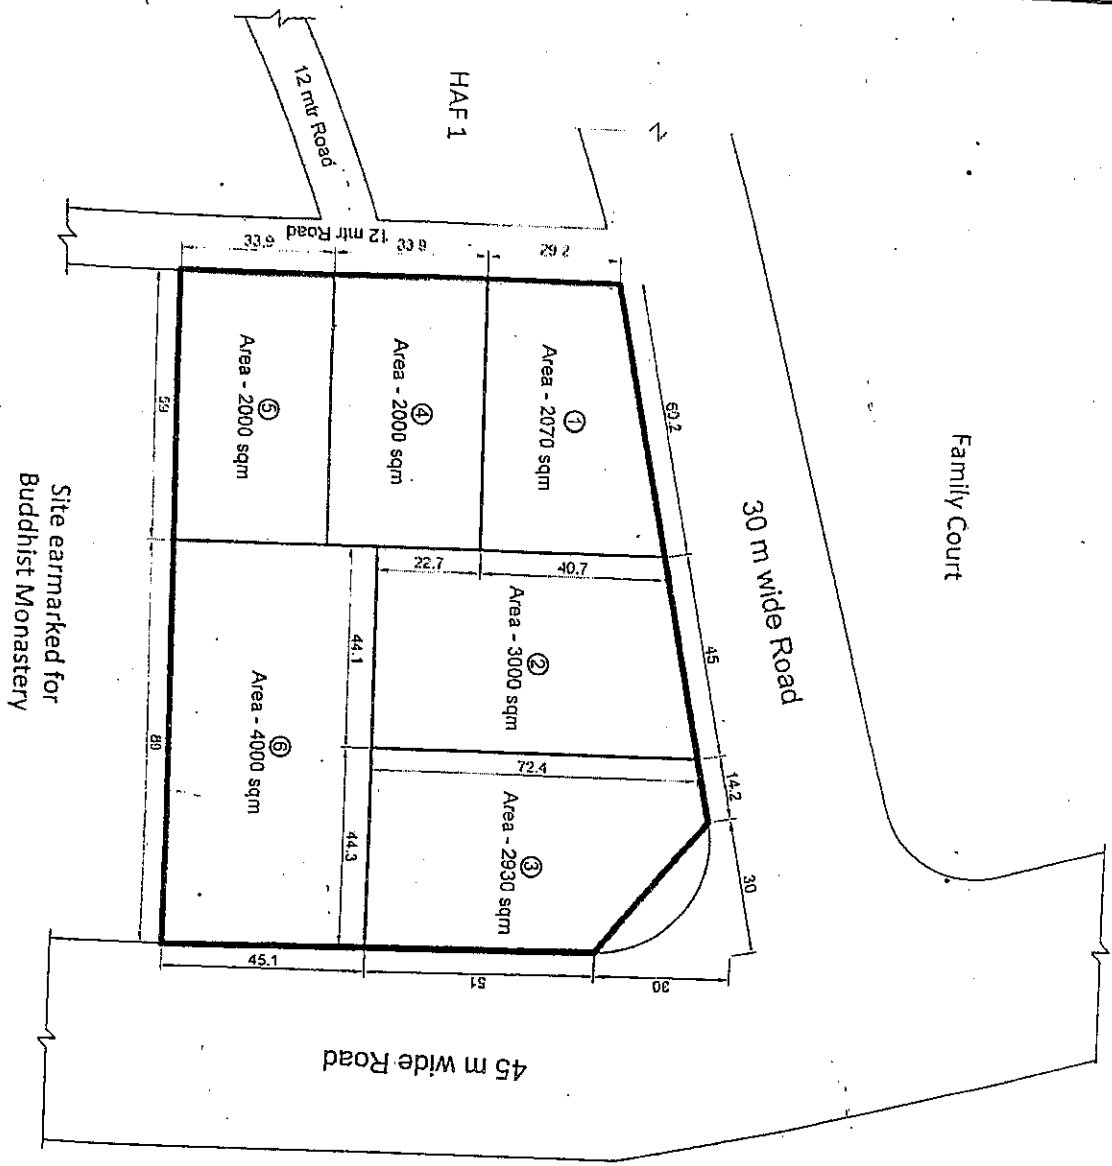 HAF 1
12 mtr Road
12 mtr Road
33.9
33.9
29.2
①
Area - 2070 sqm
④
Area - 2000 sqm
⑤
Area - 2000 sqm
60.2
30 m wide Road
Family Court
59
22.7
40.7
②
Area - 3000 sqm
45
44.1
⑥
Area - 4000 sqm
72.4
14.2
③
Area - 2930 sqm
44.3
30
45.1
51
30
Site earmarked for
Buddhist Monastery
45 m wide Road